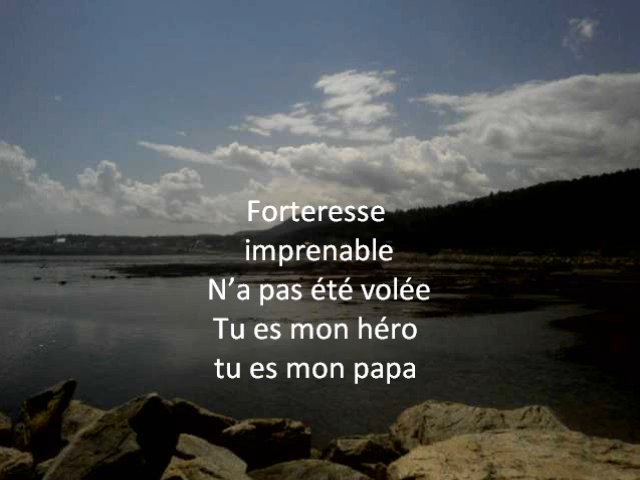 Forteresse
imprenable
N’a pas été volée
Tu es mon héro
tu es mon papa